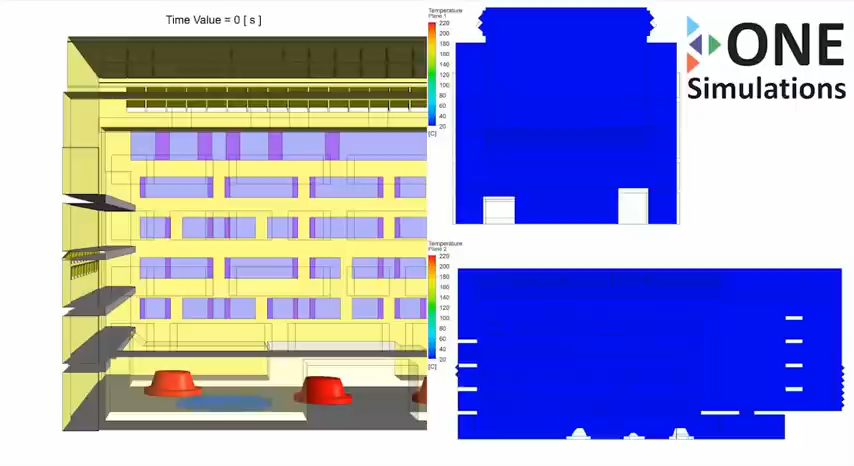 Time Value = 0 [ s ]
Temperature
Plane 1
220
200
180
160
140
120
100
80
60
40
20
[C]
ONE
Simulations
Temperature
Plane 2
220
200
180
160
140
120
100
80
60
40
20
[C]